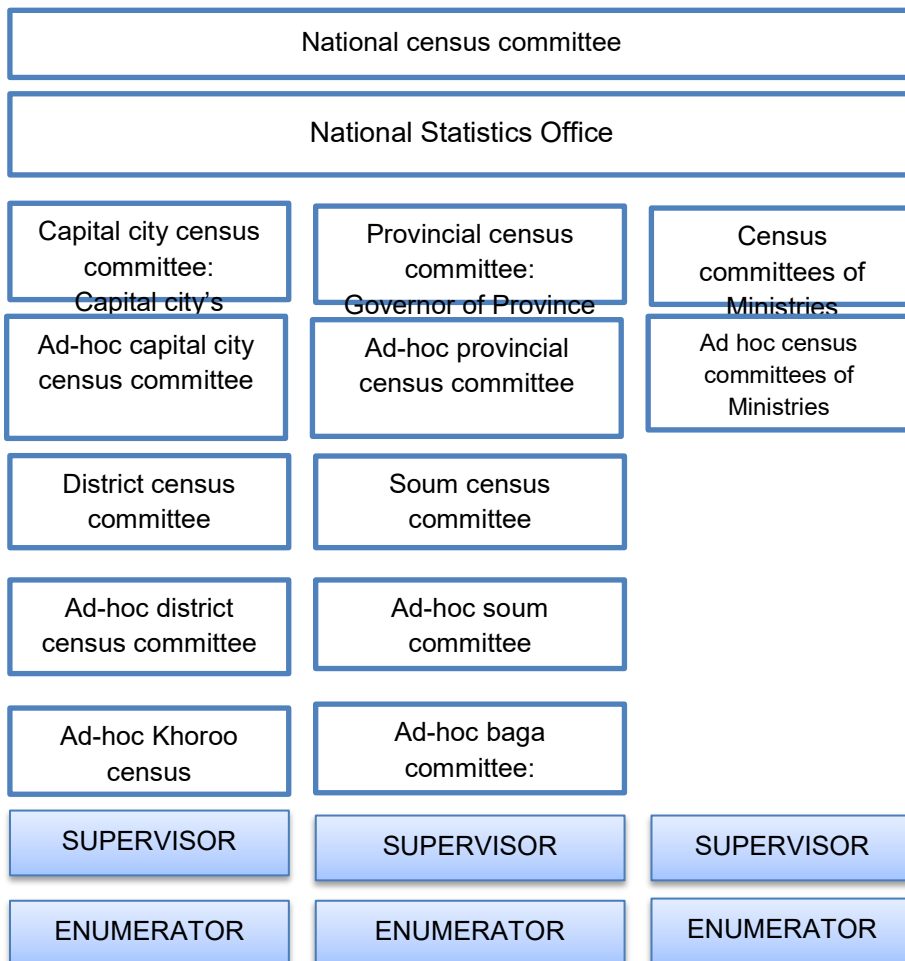 National census committee
National Statistics Office
Capital city census
committee:
Capital city's
Provincial census
committee:
Governor of Province
Census
committees of
Ministries
Ad-hoc capital city
census committee
Ad-hoc provincial
census committee
Ad hoc census
committees of
Ministries
District census
committee
Soum census
committee
Ad-hoc district
census committee
Ad-hoc soum
committee
Ad-hoc Khoroo
census
Ad-hoc baga
committee:
SUPERVISOR
SUPERVISOR
SUPERVISOR
ENUMERATOR
ENUMERATOR
ENUMERATOR